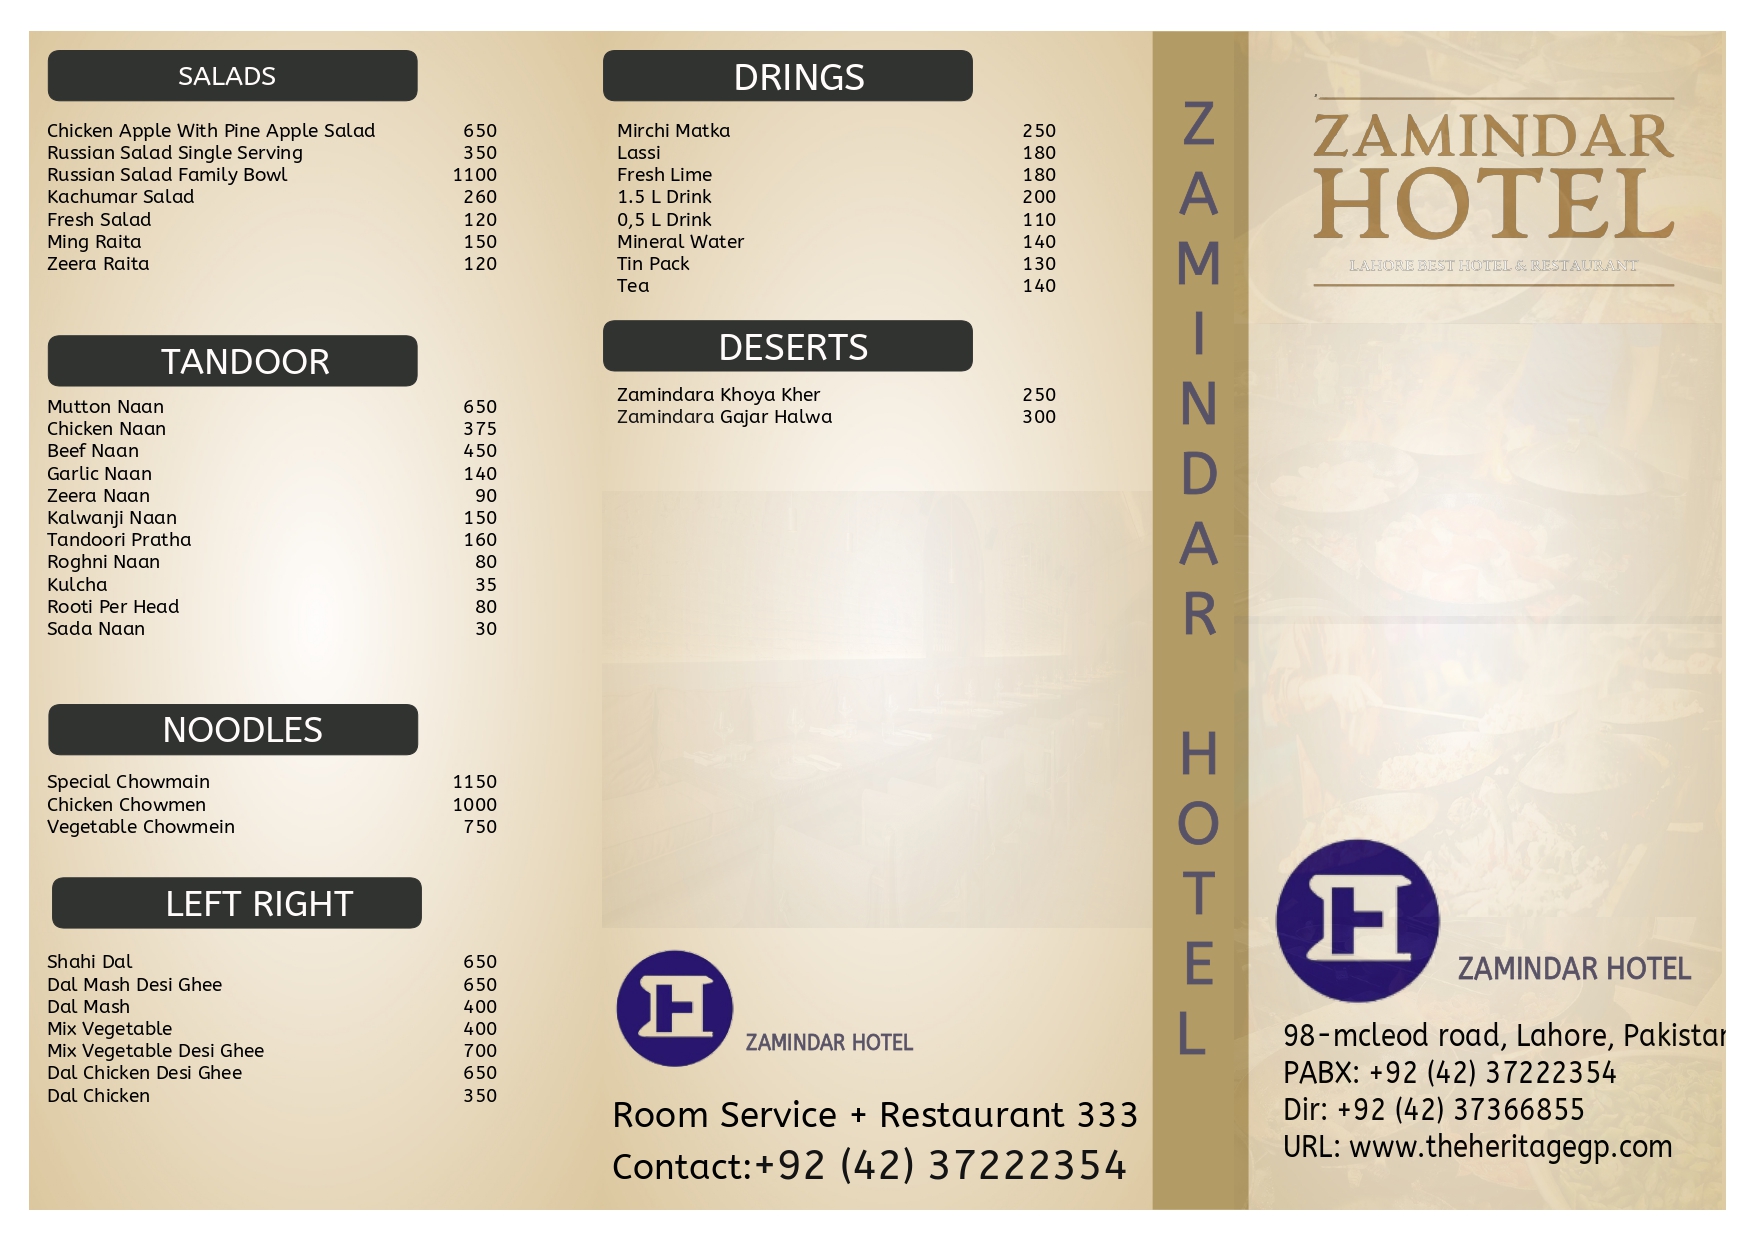 SALADS
Chicken Apple With Pine Apple Salad 650
Russian Salad Single Serving 350
Russian Salad Family Bowl 1100
Kachumar Salad 260
Fresh Salad 120
Ming Raita 150
Zeera Raita 120
TANDOOR
Mutton Naan 650
Chicken Naan 375
Beef Naan 450
Garlic Naan 140
Zeera Naan 90
Kalwanji Naan 150
Tandoori Pratha 160
Roghni Naan 80
Kulcha 35
Rooti Per Head 80
Sada Naan 30
NOODLES
Special Chowmain 1150
Chicken Chowmen 1000
Vegetable Chowmein 750
LEFT RIGHT
Shahi Dal 650
Dal Mash Desi Ghee 650
Dal Mash 400
Mix Vegetable 400
Mix Vegetable Desi Ghee 700
Dal Chicken Desi Ghee 650
Dal Chicken 350
DRINGS
Mirchi Matka 250
Lassi 180
Fresh Lime 180
1.5 L Drink 200
0,5 L Drink 110
Mineral Water 140
Tin Pack 130
Tea 140
DESERTS
Zamindara Khoya Kher 250
Zamindara Gajar Halwa 300
ZAMINDAR HOTEL
Room Service + Restaurant 333
Contact:+92 (42) 37222354
ZAMINDAR HOTEL
ZAMINDAR
HOTEL
LAHORE BEST HOTEL & RESTAURANT
ZAMINDAR HOTEL
98-mcleod road, Lahore, Pakistan
PABX: +92 (42) 37222354
Dir: +92 (42) 37366855
URL: www.theheritagegp.com